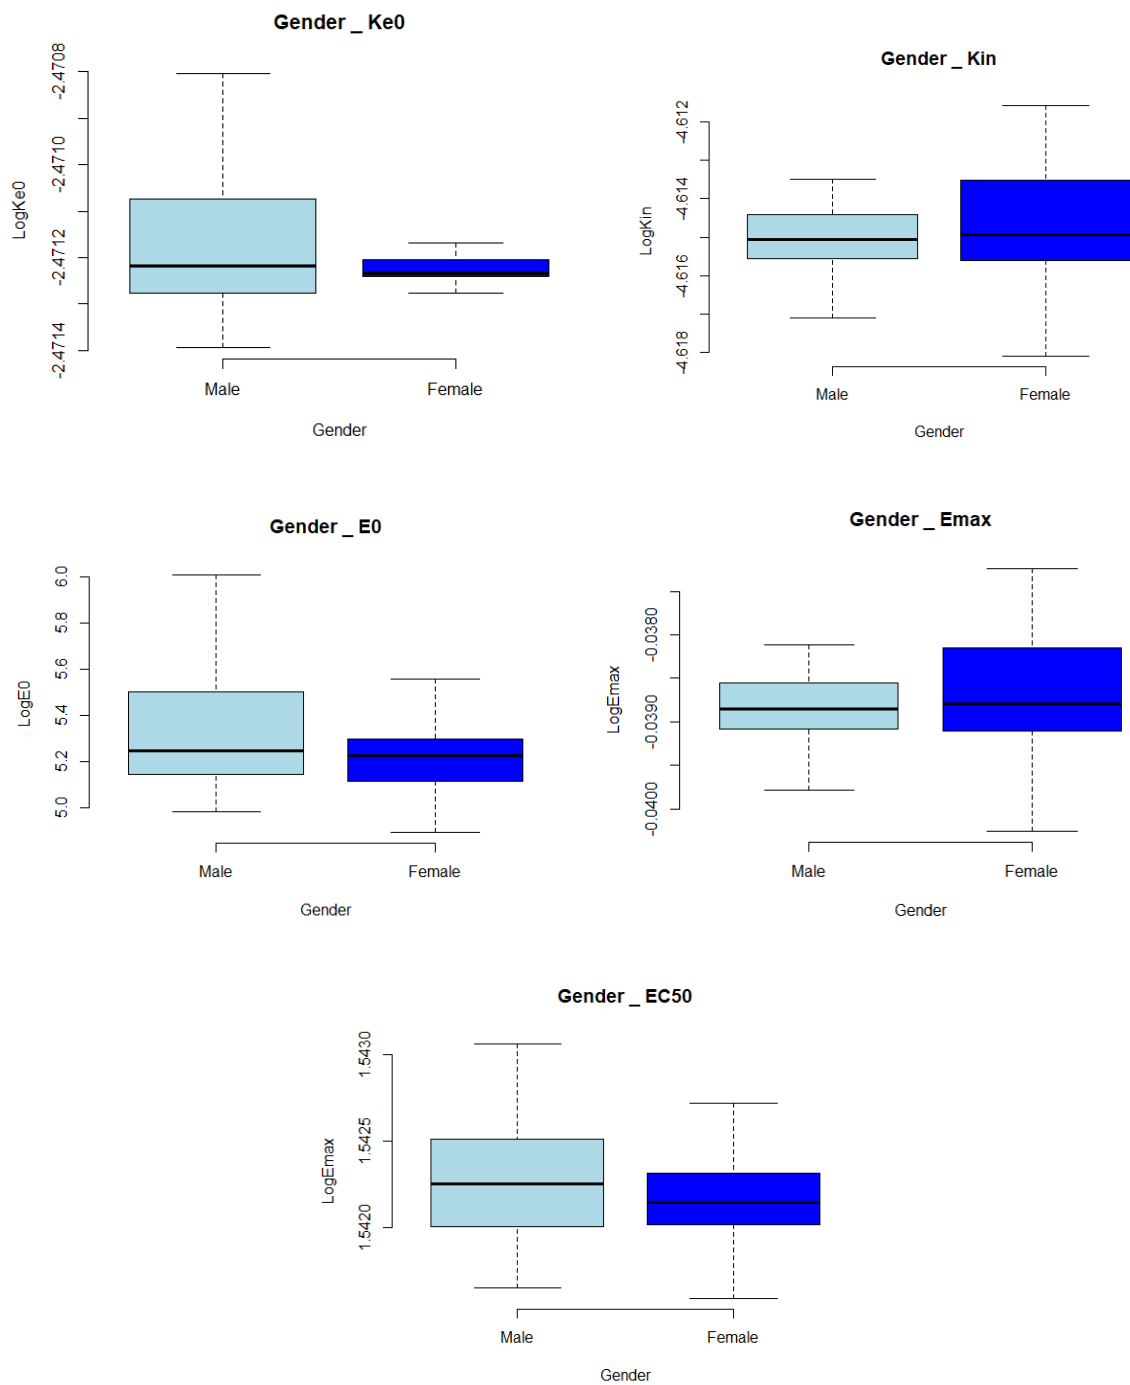 Gender _ Ke0
LogKe0
-2.4708
-2.4710
-2.4712
-2.4714
Male Female
Gender
Gender _ Kin
LogKin
-4.612
-4.614
-4.616
-4.618
Male Female
Gender
Gender _ E0
LogE0
6.0
5.8
5.6
5.4
5.2
5.0
Male Female
Gender
Gender _ Emax
LogEmax
-0.0380
-0.0390
-0.0400
Male Female
Gender
Gender _ EC50
LogEmax
1.5430
1.5425
1.5420
Male Female
Gender